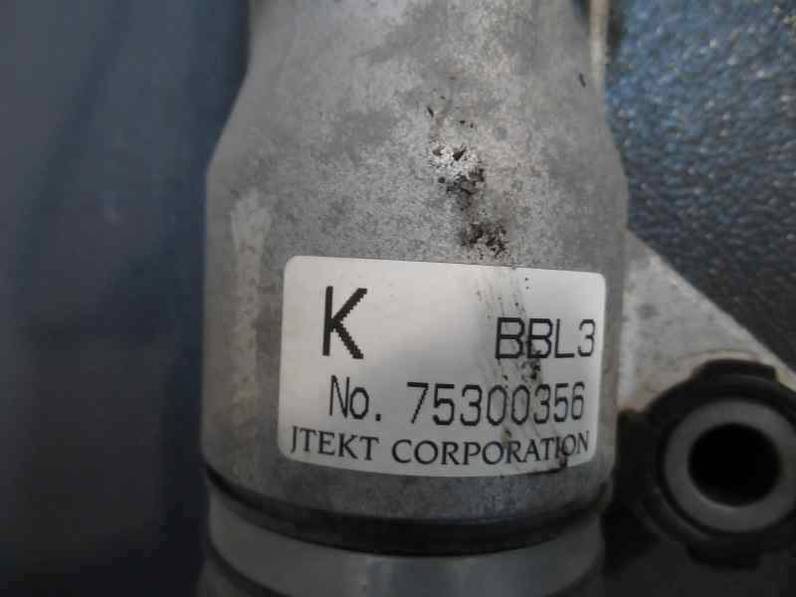 K BBL3
No. 75300356
JTEKT CORPORATION